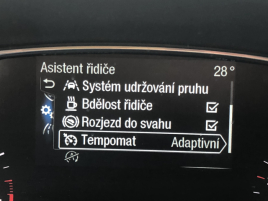 Asistent řidiče 28°
Systém udržování pruhu
Bdělost řidiče
Rozjezd do svahu
Tempomat Adaptivní